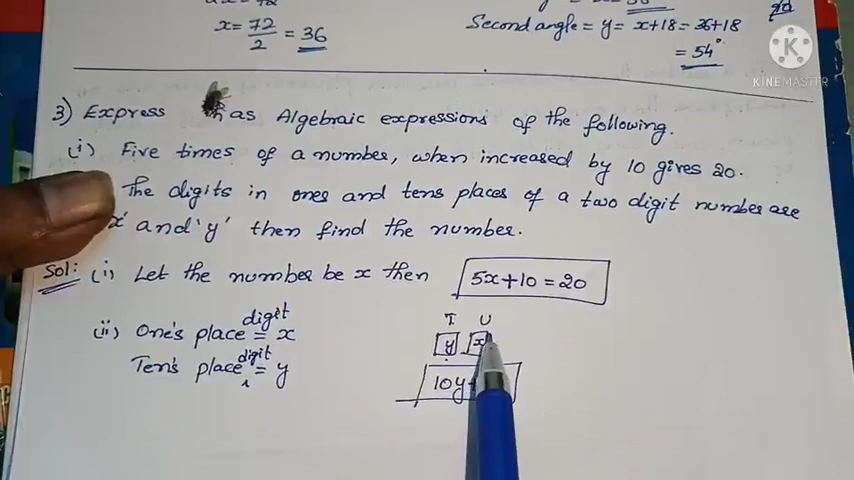 x = 72/2 = 36
Second angle = y = x+18 = 36+18
= 54°
KINEMASTER
3) Express as Algebraic expressions of the following.
(i) Five times of a number, when increased by 10 gives 20.
The digits in ones and tens places of a two digit number are
'x' and 'y' then find the number.
Sol: (i) Let the number be x then 5x+10=20
(ii) One's place digit = x
T U
y x
Ten's place digit = y
10y+